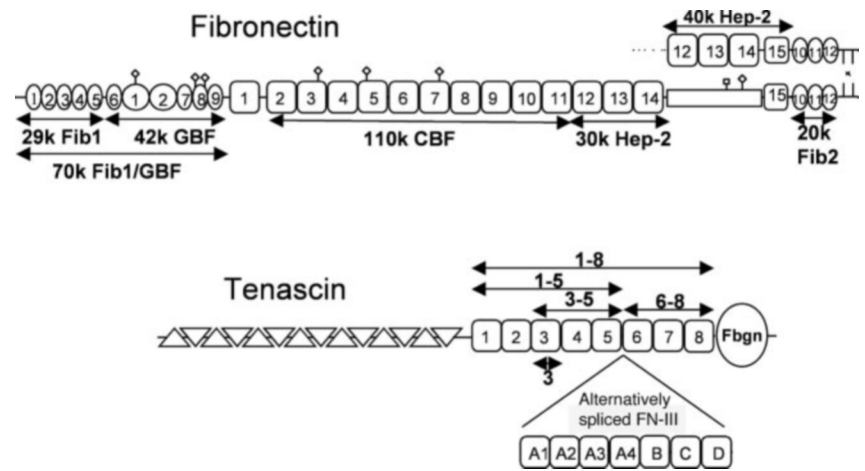 Fibronectin
40k Hep-2
12 13 14 15 10 11 12
1 2 3 4 5 6 1 2 7 8 9 1 2 3 4 5 6 7 8 9 10 11 12 13 14 15 10 11 12
29k Fib1 42k GBF 110k CBF 30k Hep-2 20k
Fib2
70k Fib1/GBF
1-8
1-5
Tenascin 3-5 6-8
1 2 3 4 5 6 7 8 Fbgn
3
Alternatively
spliced FN-III
A1 A2 A3 A4 B C D